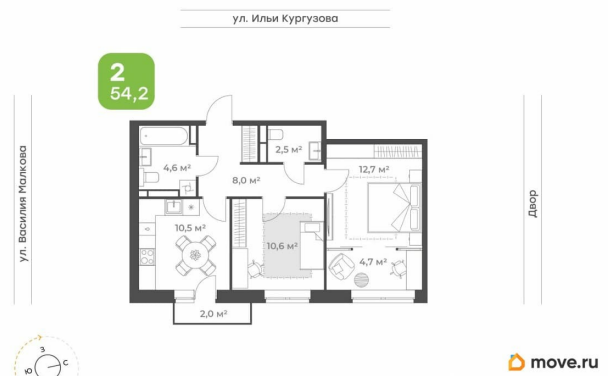 ул. Ильи Кургузова
2
54,2
ул. Василия Малкова
Двор
4,6 м²
2,5 м²
12,7 м²
8,0 м²
10,5 м²
10,6 м²
4,7 м²
2,0 м²
З
Ю
С
move.ru